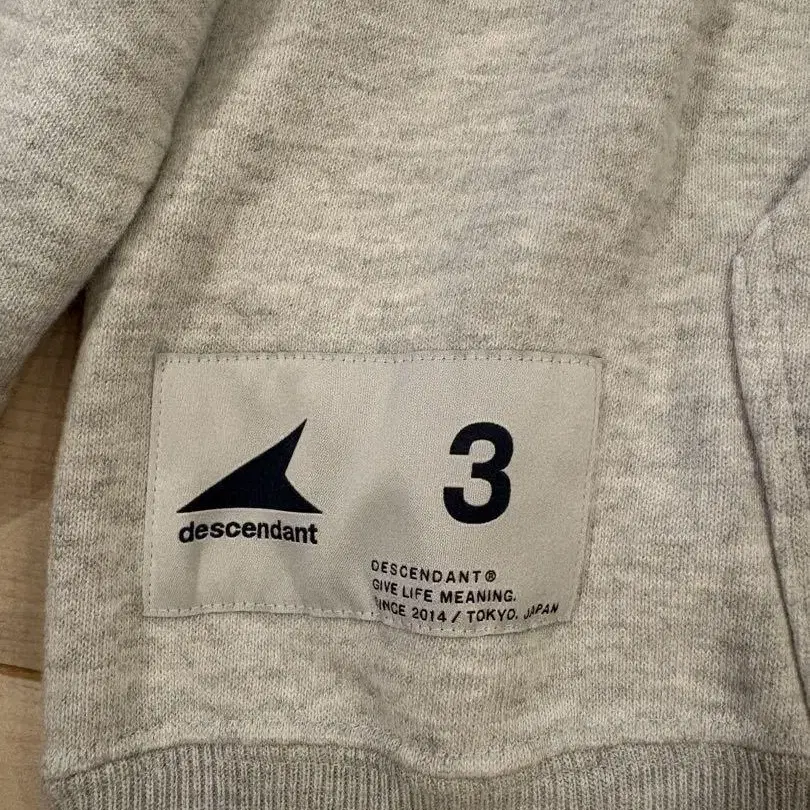 descendant
3
DESCENDANT®
GIVE LIFE MEANING.
SINCE 2014 / TOKYO. JAPAN